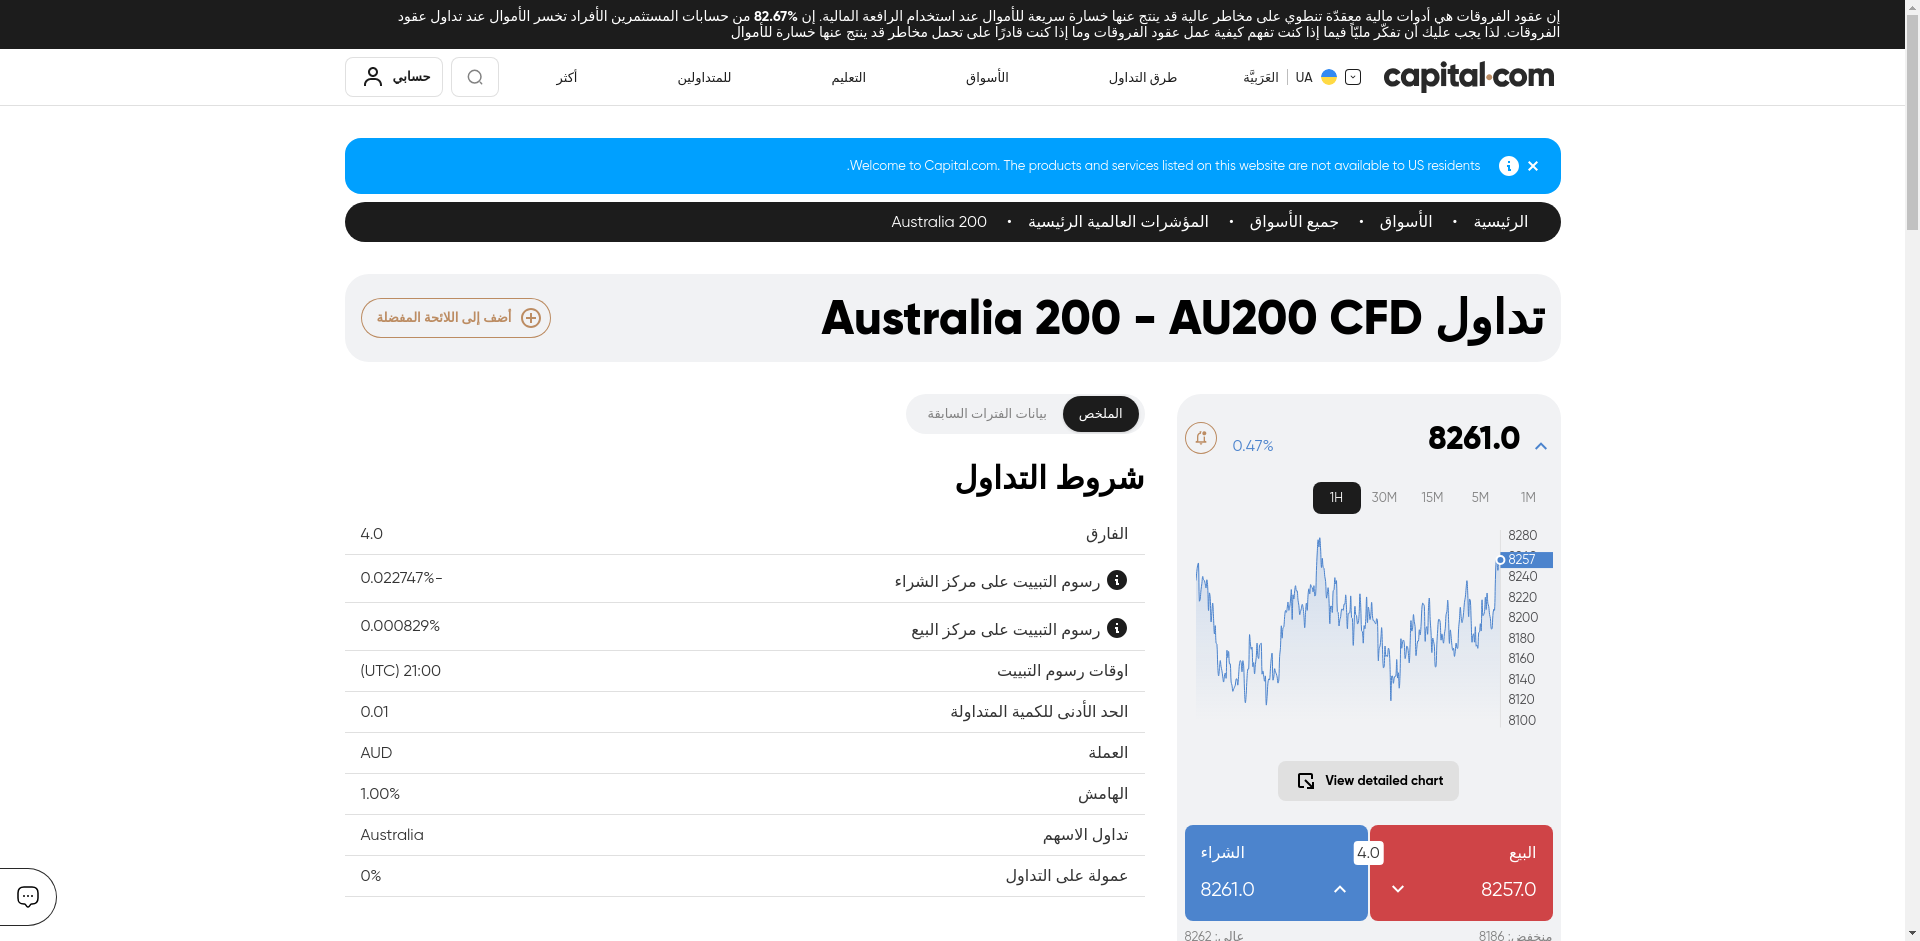 إن عقود الفروقات هي أدوات مالية معقدّة تنطوي على مخاطر عالية قد ينتج عنها خسارة سريعة للأموال عند استخدام الرافعة المالية. إن 82.67% من حسابات المستثمرين الأفراد تخسر الأموال عند تداول عقود
الفروقات. لذا يجب عليك أن تفكّر مليّاً فيما إذا كنت تفهم كيفية عمل عقود الفروقات وما إذا كنت قادرًا على تحمل مخاطر قد ينتج عنها خسارة للأموال
capital.com
UA
العَرَبِيَّة
طرق التداول
الأسواق
التعليم
للمتداولين
أكثر
حسابي
Welcome to Capital.com. The products and services listed on this website are not available to US residents.
الرئيسية • الأسواق • جميع الأسواق • المؤشرات العالمية الرئيسية • Australia 200
تداول Australia 200 - AU200 CFD
أضف إلى اللائحة المفضلة
8261.0
0.47%
1M
5M
15M
30M
1H
8280
8257
8240
8220
8200
8180
8160
8140
8120
8100
View detailed chart
البيع
8257.0
4.0
الشراء
8261.0
منخفض: 8186
عالي: 8262
الملخص
بيانات الفترات السابقة
شروط التداول
الفارق 4.0
رسوم التبييت على مركز الشراء -0.022747%
رسوم التبييت على مركز البيع 0.000829%
اوقات رسوم التبييت 21:00 (UTC)
الحد الأدنى للكمية المتداولة 0.01
العملة AUD
الهامش 1.00%
تداول الاسهم Australia
عمولة على التداول 0%